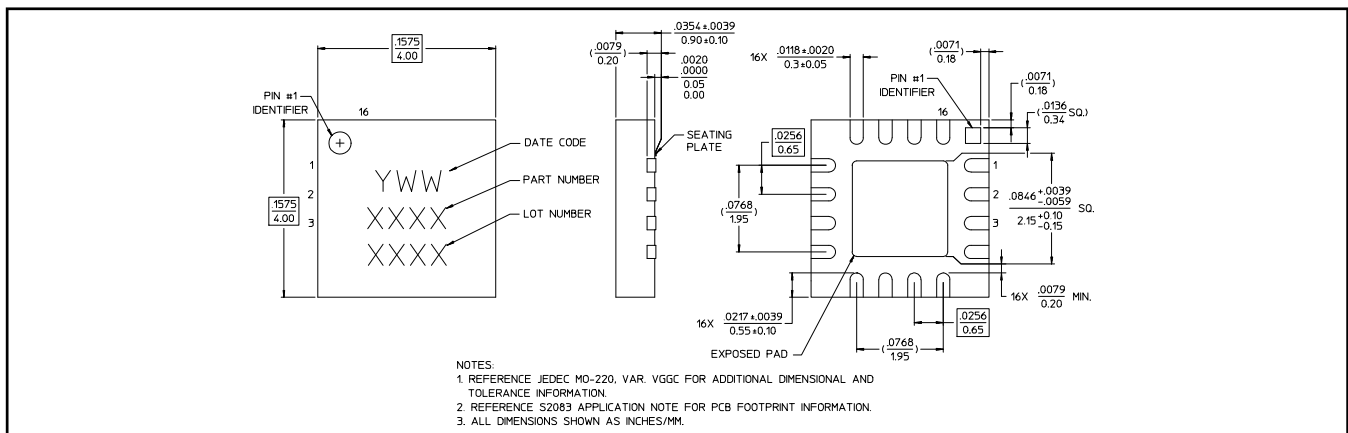 .1575
4.00
PIN #1
IDENTIFIER
16
+
DATE CODE
PART NUMBER
LOT NUMBER
YWW
XXXX
XXXX
1
2
3
.1575
4.00
.0354±.0039
0.90±0.10
(.0079
0.20)
.0020
.0000
0.05
0.00
SEATING
PLATE
16X .0118±.0020
0.3±0.05
(.0071
0.18)
PIN #1
IDENTIFIER
16
(.0071
0.18)
(.0136
0.34 SQ.)
.0256
0.65
(.0768
1.95)
1
2
3
.0846 +.0039
-.0059
2.15 +0.10
-0.15
SQ.
16X .0079
0.20 MIN.
16X .0217±.0039
0.55±0.10
.0256
0.65
(.0768
1.95)
EXPOSED PAD
NOTES:
1. REFERENCE JEDEC MO-220, VAR. VGGC FOR ADDITIONAL DIMENSIONAL AND
TOLERANCE INFORMATION.
2. REFERENCE S2083 APPLICATION NOTE FOR PCB FOOTPRINT INFORMATION.
3. ALL DIMENSIONS SHOWN AS INCHES/MM.